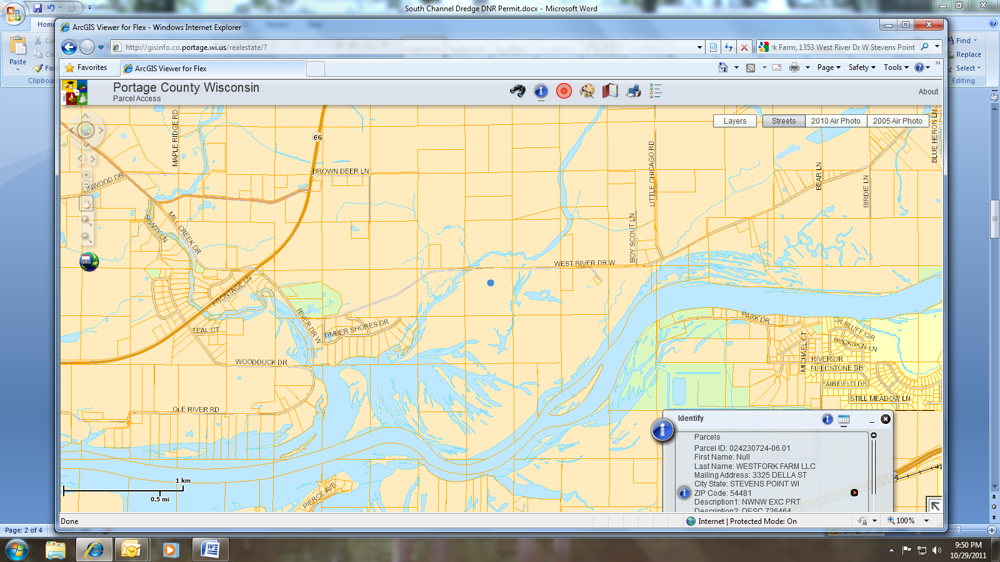 South Channel Dredge DNR Permit.docx - Microsoft Word
Home
Paste
Cu
Co
For
Clipboa
Find
Replace
Select
Editing
ArcGIS Viewer for Flex - Windows Internet Explorer
http://gisinfo.co.portage.wi.us/realestate/?
rk Farm, 1353 West River Dr W Stevens Point
Favorites
ArcGIS Viewer for Flex
Page
Safety
Tools
Portage County Wisconsin
Parcel Access
About
Layers
Streets
2010 Air Photo
2005 Air Photo
MAPLE RIDGE RD
66
BLUE HERON LN
LITTLE CHICAGO RD
BROWN DEER LN
LINWOOD DR
BEAR LN
BIRDIE LN
SHADY LN
MILL CREEK DR
BOY SCOUT LN
WEST RIVER DR W
FRONTAGE LN
RIVER DR W
TEAL CT
TIMBER SHORES DR
PARK DR
OK BLUFF CIR
BUCKSKIN LN
MICHAEL CT
WOODDUCK DR
RIVER DR
FIELDSTONE DR
FAIRFIELD DR
STILL MEADOW LN
OLE RIVER RD
PIERCE AVE
1 km
0.5 mi
Identify
Parcels
Parcel ID: 024230724-06.01
First Name: Null
Last Name: WESTFORK FARM LLC
Mailing Address: 3325 DELLA ST
City State: STEVENS POINT WI
ZIP Code: 54481
Description1: NWNW EXC PRT
Description2: DESC 726464
Done
Internet | Protected Mode: On
100%
Page: 2 of 4
9:50 PM
10/29/2011